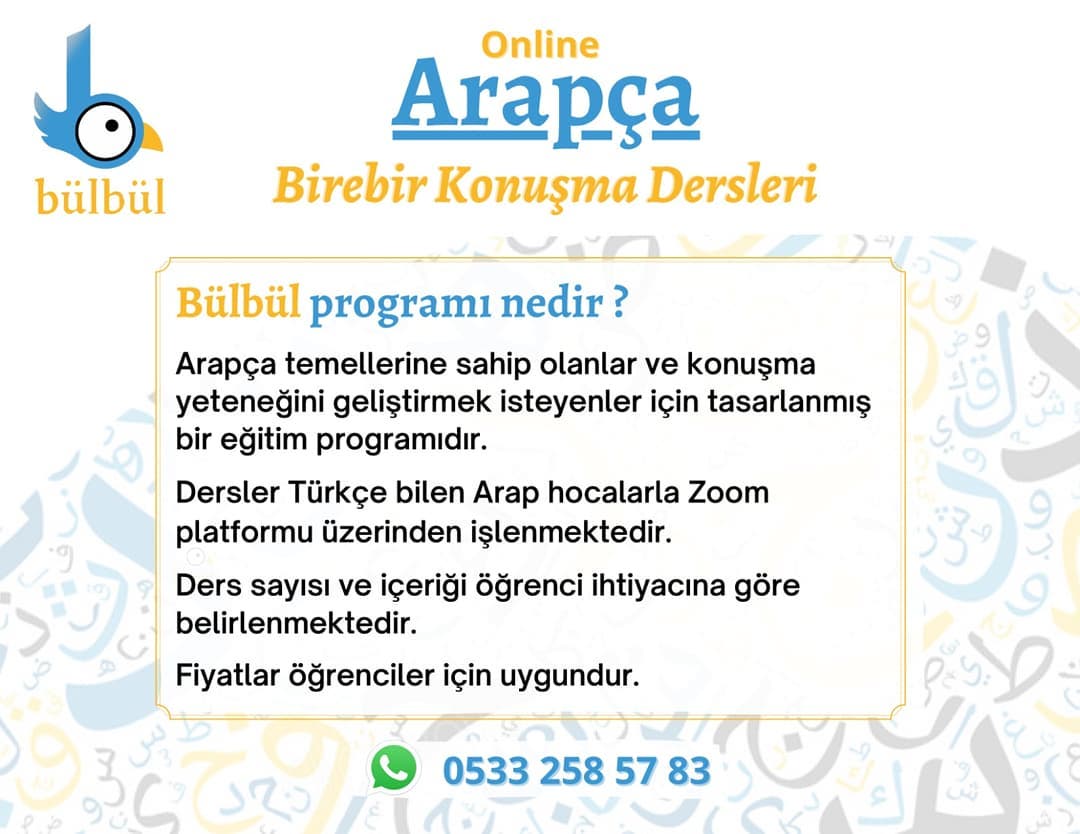 bülbül
Online
Arapça
Birebir Konuşma Dersleri
Bülbül programı nedir ?
Arapça temellerine sahip olanlar ve konuşma
yeteneğini geliştirmek isteyenler için tasarlanmış
bir eğitim programıdır.
Dersler Türkçe bilen Arap hocalarla Zoom
platformu üzerinden işlenmektedir.
Ders sayısı ve içeriği öğrenci ihtiyacına göre
belirlenmektedir.
Fiyatlar öğrenciler için uygundur.
0533 258 57 83